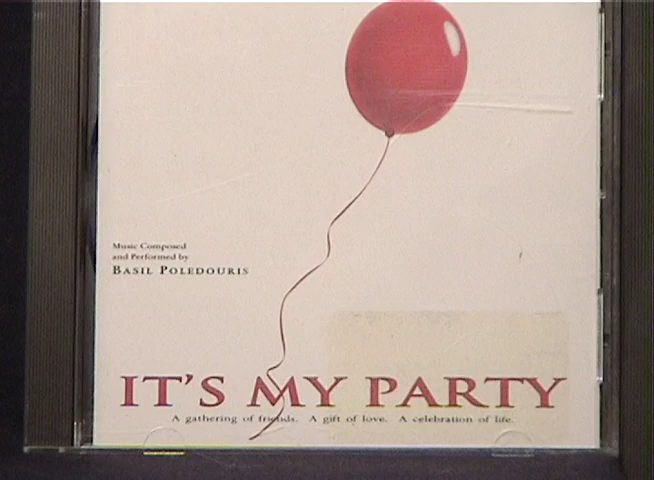 Music Composed
and Performed by
BASIL POLEDOURIS
IT'S MY PARTY
A gathering of friends. A gift of love. A celebration of life.